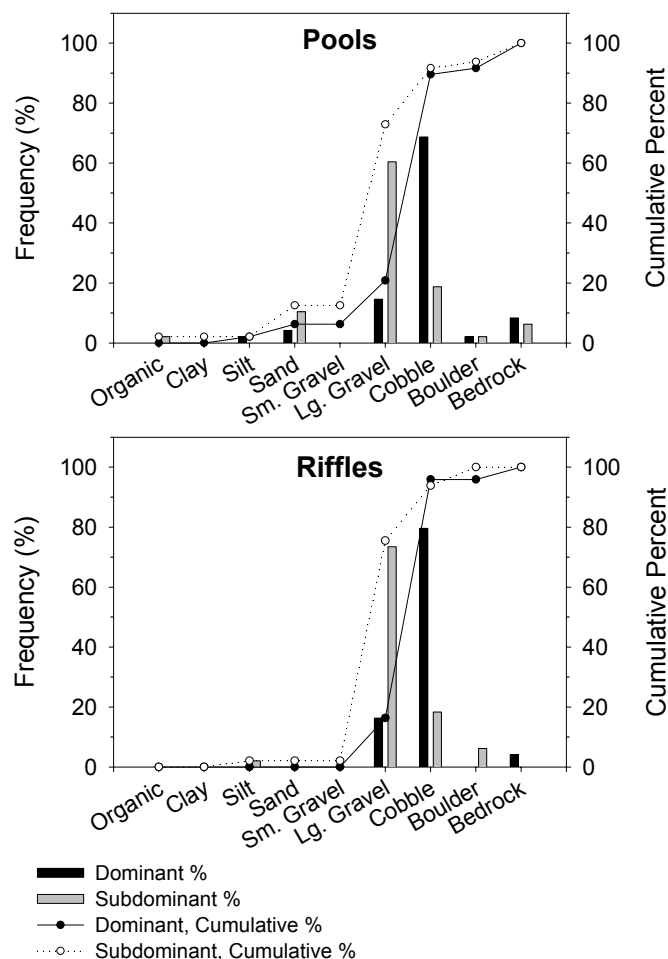 Pools
100
80
60
40
20
0
Frequency (%)
100
80
60
40
20
0
Cumulative Percent
Organic
Clay
Silt
Sand
Sm. Gravel
Lg. Gravel
Cobble
Boulder
Bedrock
Riffles
100
80
60
40
20
0
Frequency (%)
100
80
60
40
20
0
Cumulative Percent
Organic
Clay
Silt
Sand
Sm. Gravel
Lg. Gravel
Cobble
Boulder
Bedrock
Dominant %
Subdominant %
Dominant, Cumulative %
Subdominant, Cumulative %